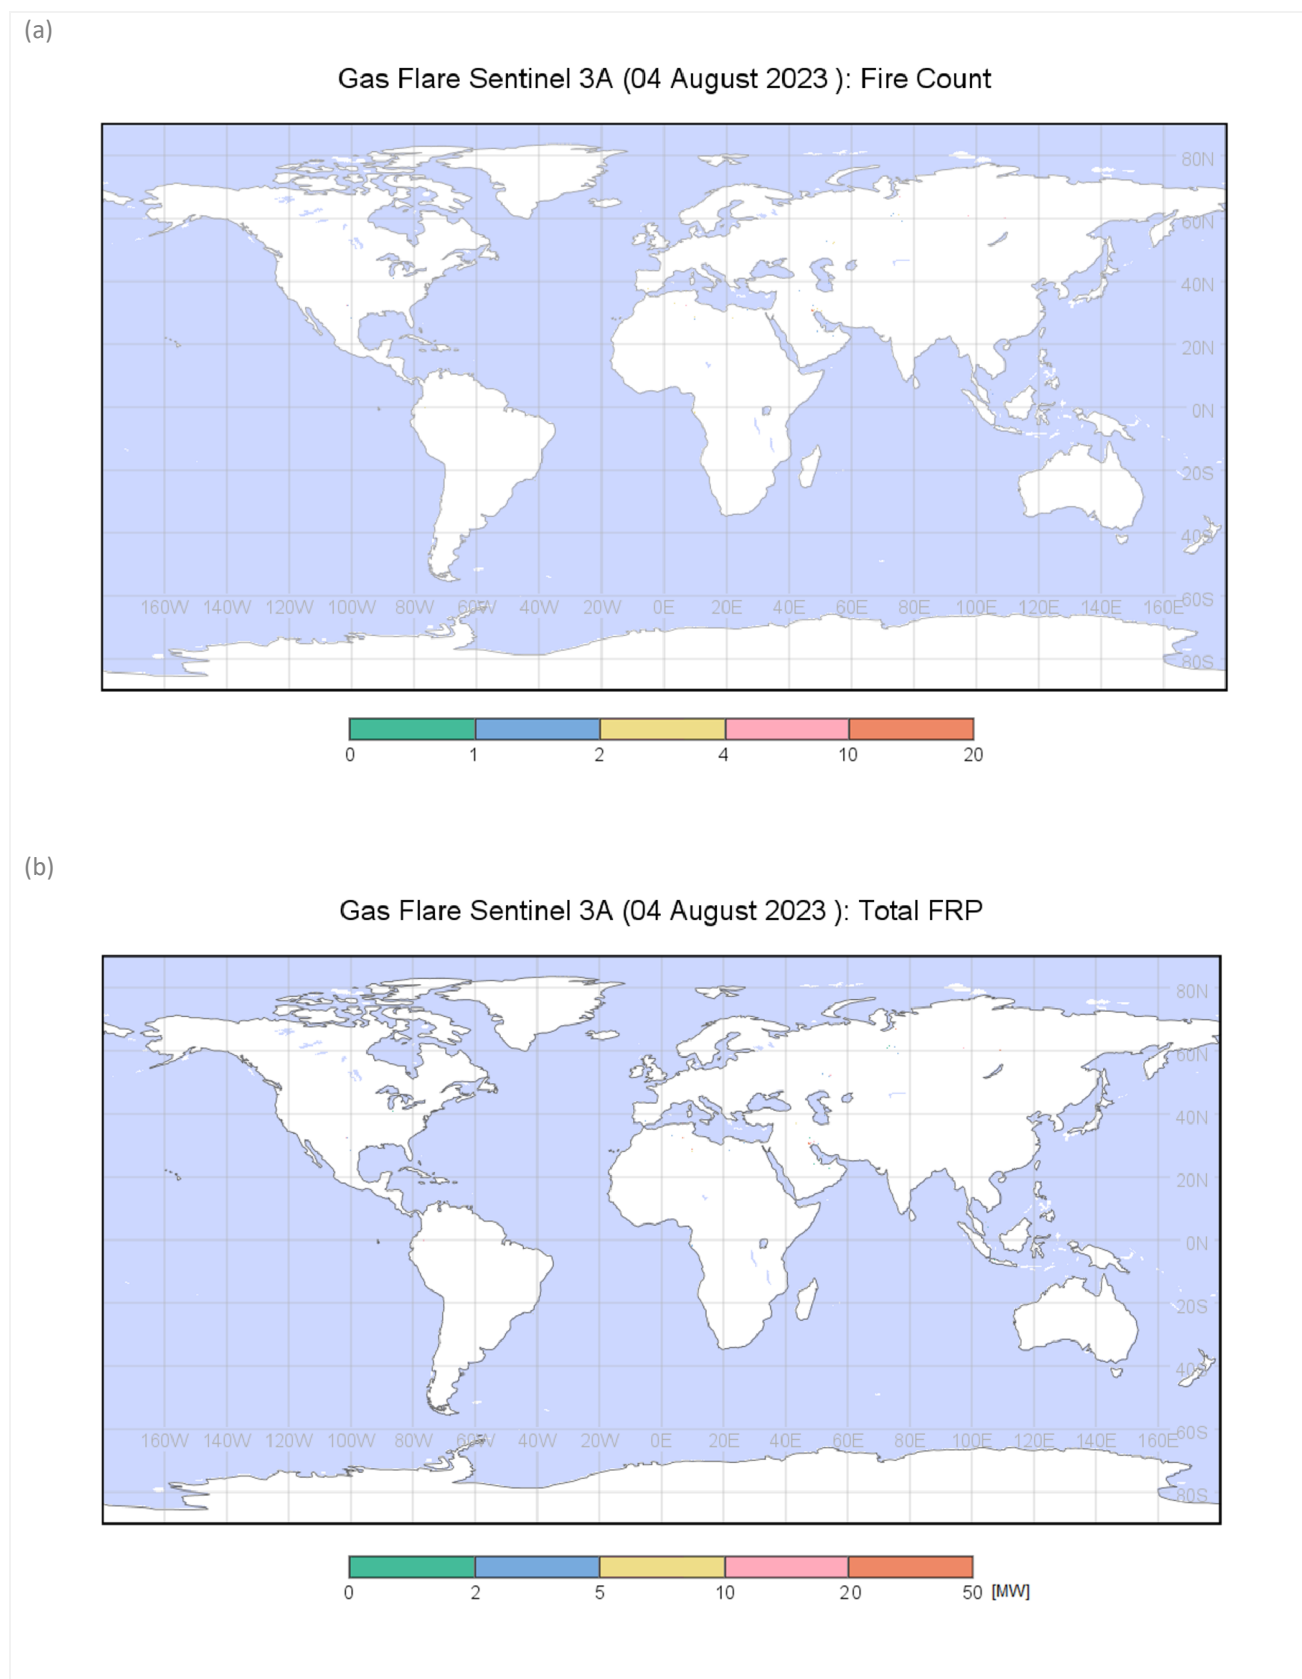 (a)
Gas Flare Sentinel 3A (04 August 2023 ): Fire Count
80N
60N
40N
20N
0N
20S
40S
160W 140W 120W 100W 80W 60W 40W 20W 0E 20E 40E 60E 80E 100E 120E 140E 160E 60S
80S
0 1 2 4 10 20
(b)
Gas Flare Sentinel 3A (04 August 2023 ): Total FRP
80N
60N
40N
20N
0N
20S
40S
160W 140W 120W 100W 80W 60W 40W 20W 0E 20E 40E 60E 80E 100E 120E 140E 160E 60S
80S
0 2 5 10 20 50 [MW]